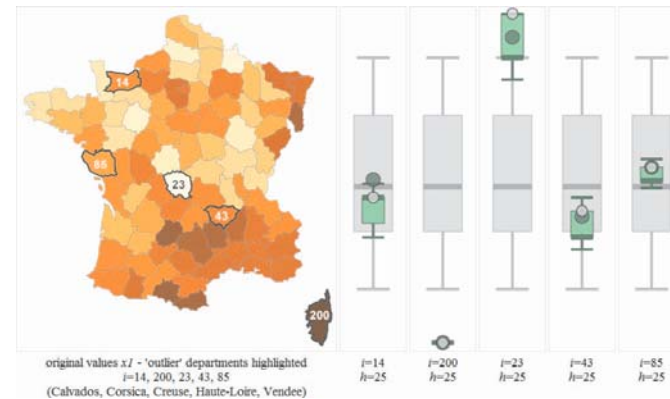 14
85
23
43
200
original values x1 - 'outlier' departments highlighted
i=14, 200, 23, 43, 85
(Calvados, Corsica, Creuse, Haute-Loire, Vendee)
i=14 i=200 i=23 i=43 i=85
h=25 h=25 h=25 h=25 h=25